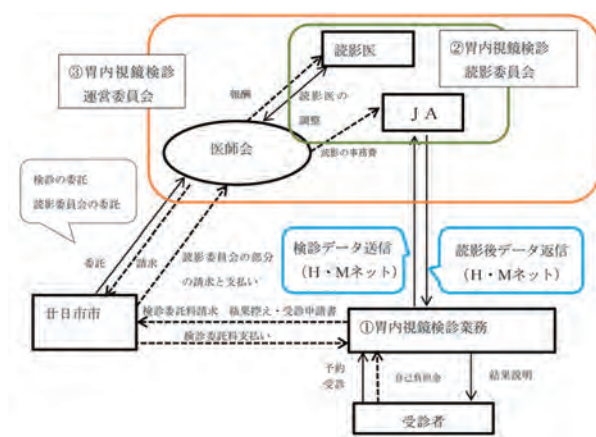 ③胃内視鏡検診
運営委員会
読影医
②胃内視鏡検診
読影委員会
報酬
読影医の
調整
ＪＡ
医師会
読影の事務費
検診の委託
読影委員会の委託
委託
請求
読影委員会の部分
の請求と支払い
検診データ送信
（H・Mネット）
読影後データ返信
（H・Mネット）
廿日市市
検診委託料請求　結果控え・受診申請書
検診委託料支払い
①胃内視鏡検診業務
予約
受診
自己負担金
結果説明
受診者